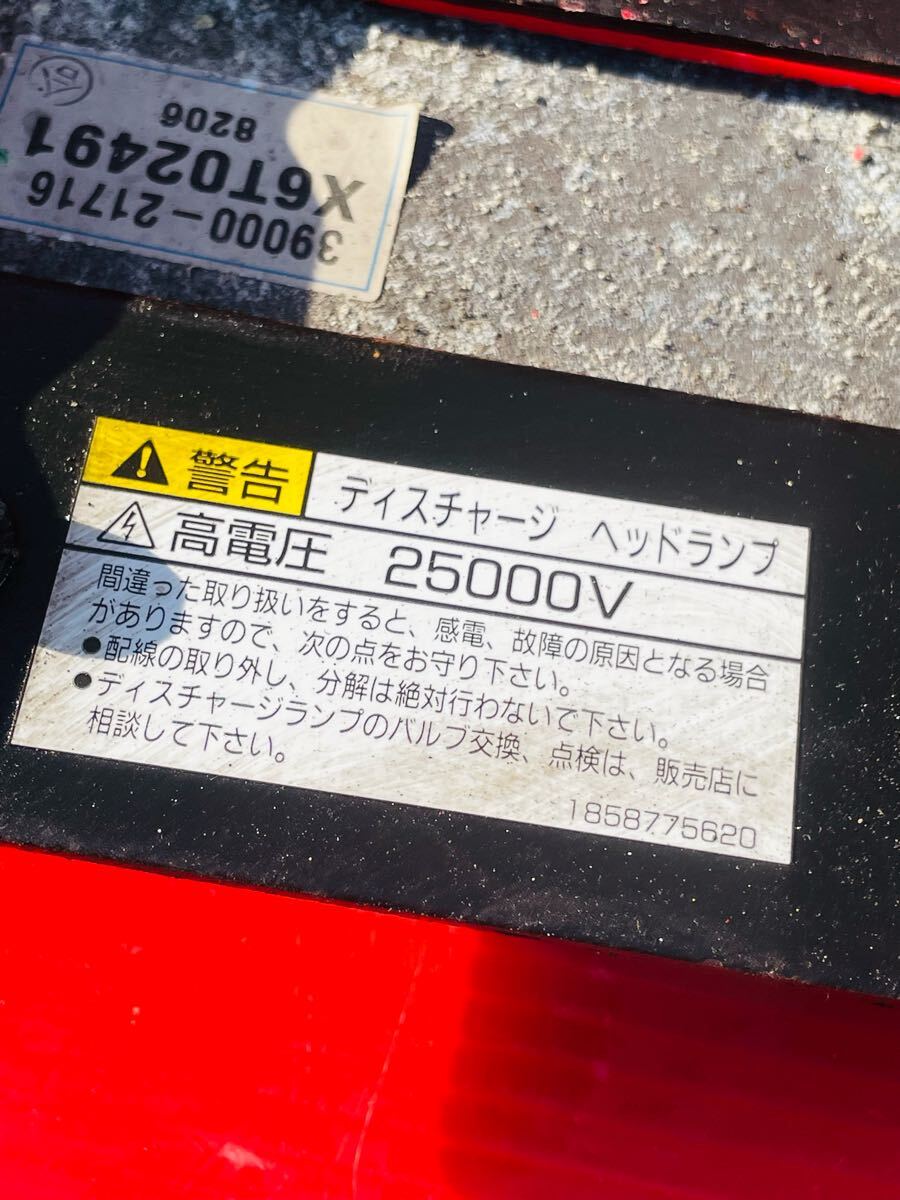 39000-21716
X6T02491
8206
警告 ディスチャージ ヘッドランプ
高電圧 25000V
間違った取り扱いをすると、感電、故障の原因となる場合
がありますので、次の点をお守り下さい。
●配線の取り外し、分解は絶対行わないで下さい。
●ディスチャージランプのバルブ交換、点検は、販売店に
相談して下さい。
1858775620